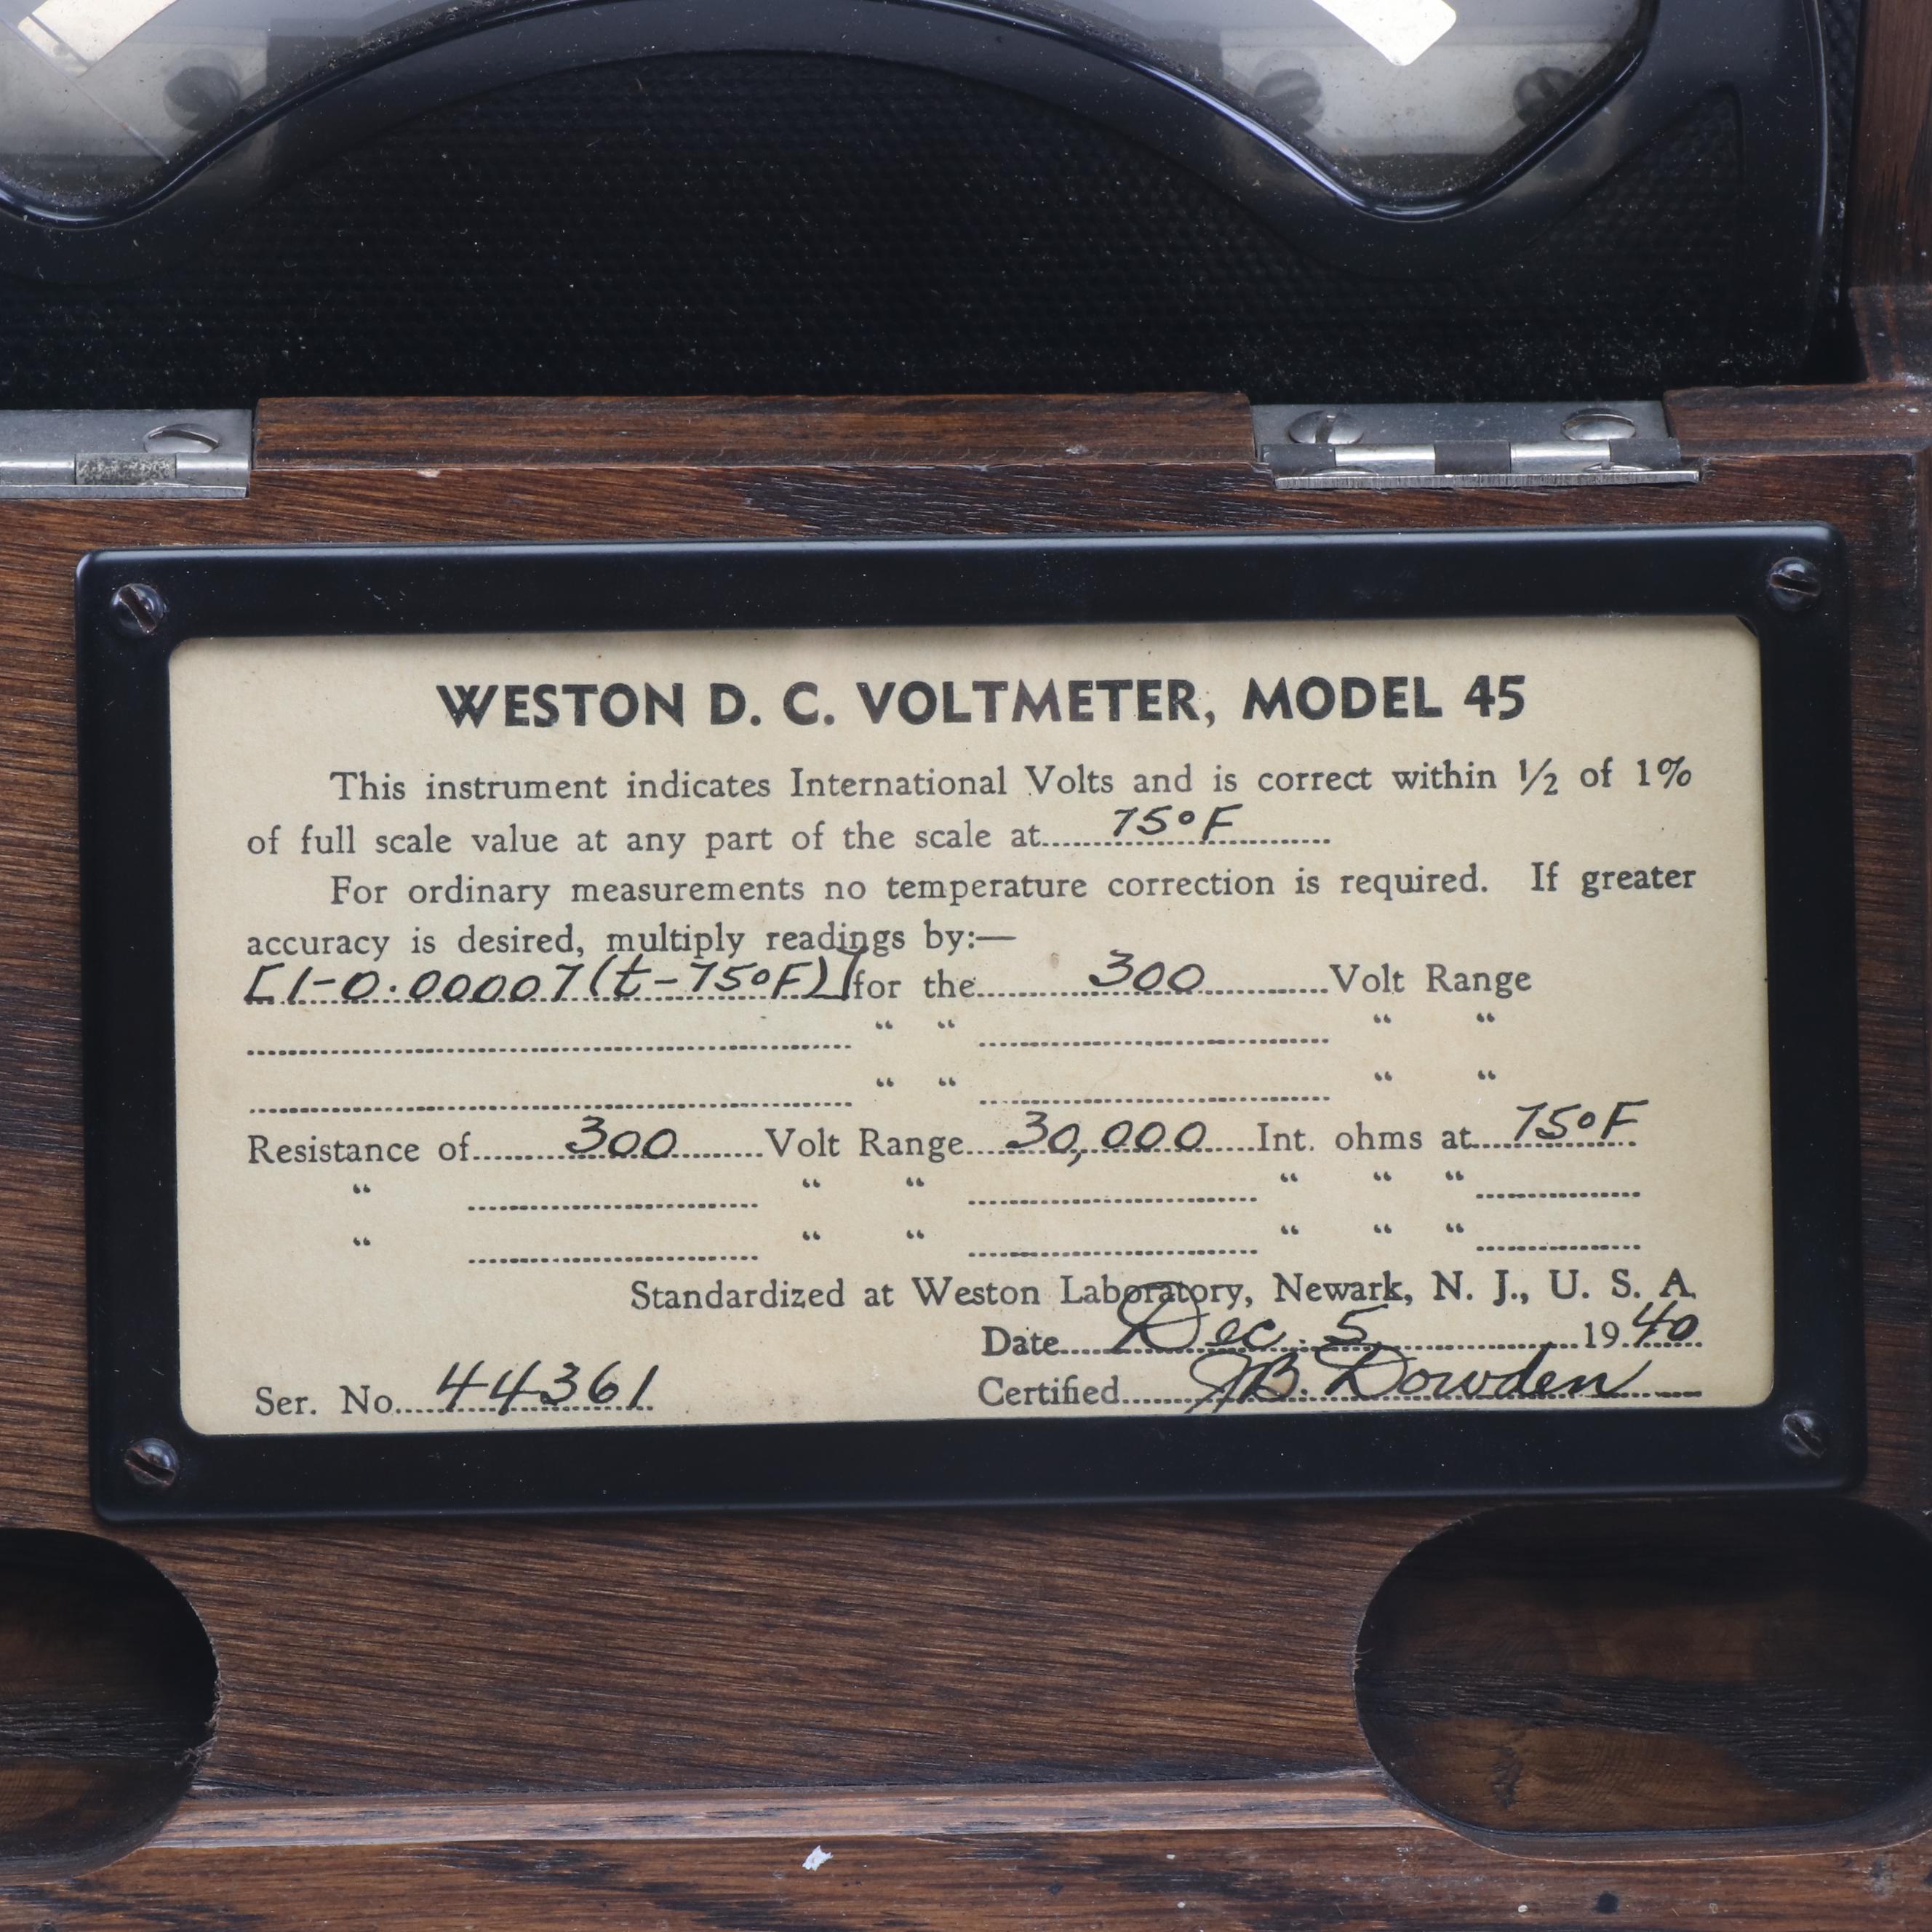 WESTON D. C. VOLTMETER, MODEL 45
This instrument indicates International Volts and is correct within ½ of 1%
of full scale value at any part of the scale at 75°F
For ordinary measurements no temperature correction is required. If greater
accuracy is desired, multiply readings by:—
[1-0.00007(t-75°F)] for the 300 Volt Range
“ “ “ “
“ “ “ “
Resistance of 300 Volt Range 30,000 Int. ohms at 75°F
“ “ “ “ “ “
“ “ “ “ “ “
Standardized at Weston Laboratory, Newark, N. J., U. S. A.
Date Dec. 5 1940
Ser. No. 44361 Certified JB. Dowden